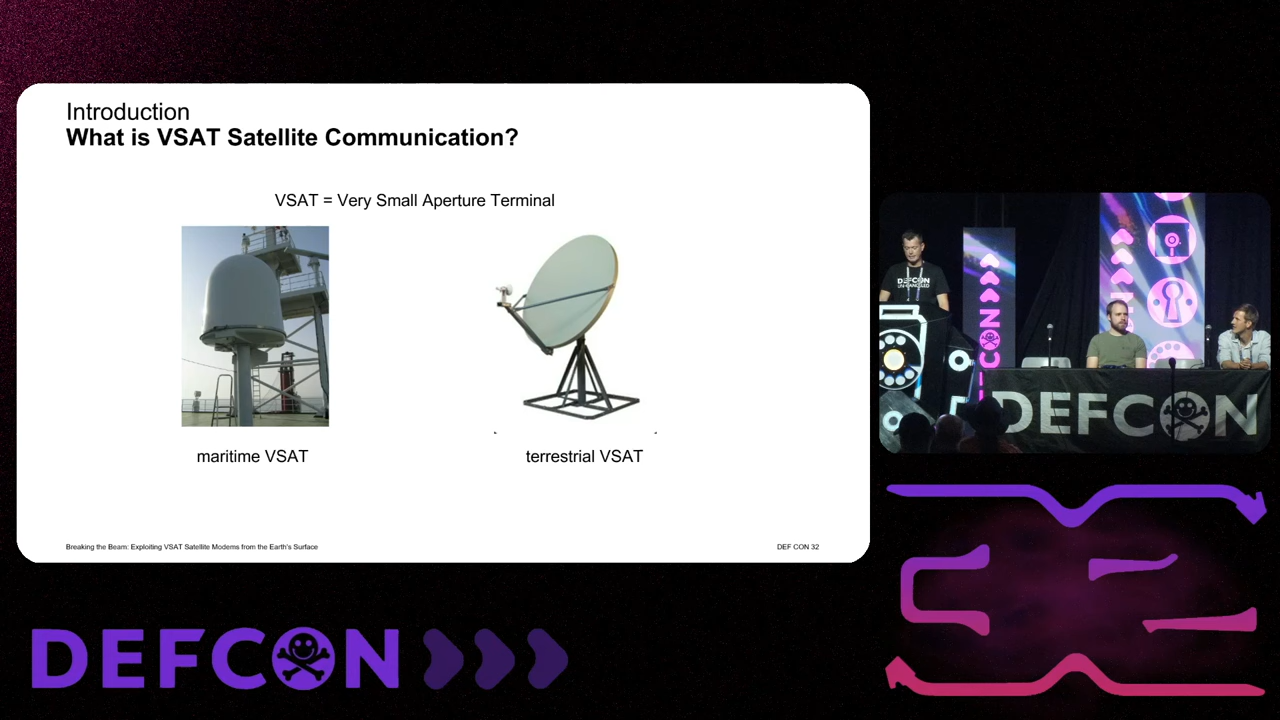 Introduction
What is VSAT Satellite Communication?
VSAT = Very Small Aperture Terminal
maritime VSAT
terrestrial VSAT
Breaking the Beam: Exploiting VSAT Satellite Modems from the Earth's Surface
DEF CON 32
DEFCON
DEFCON
DEFCON